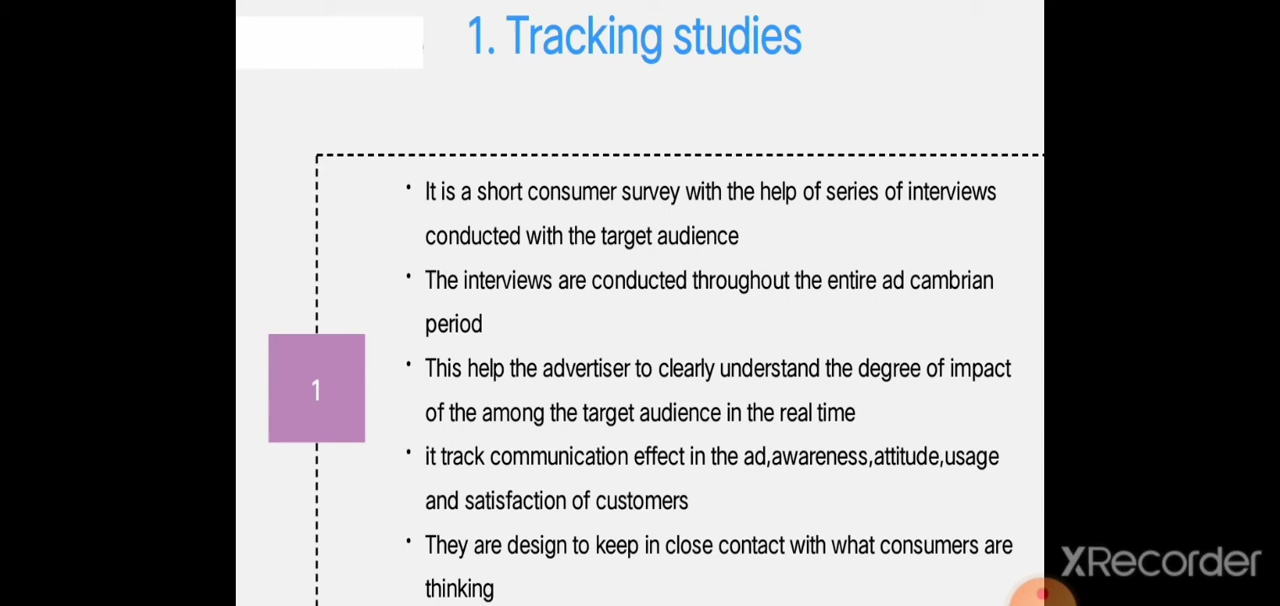 1. Tracking studies
• It is a short consumer survey with the help of series of interviews
conducted with the target audience
• The interviews are conducted throughout the entire ad cambrian
period
• This help the advertiser to clearly understand the degree of impact
of the among the target audience in the real time
1
• it track communication effect in the ad,awareness,attitude,usage
and satisfaction of customers
• They are design to keep in close contact with what consumers are
thinking
XRecorder